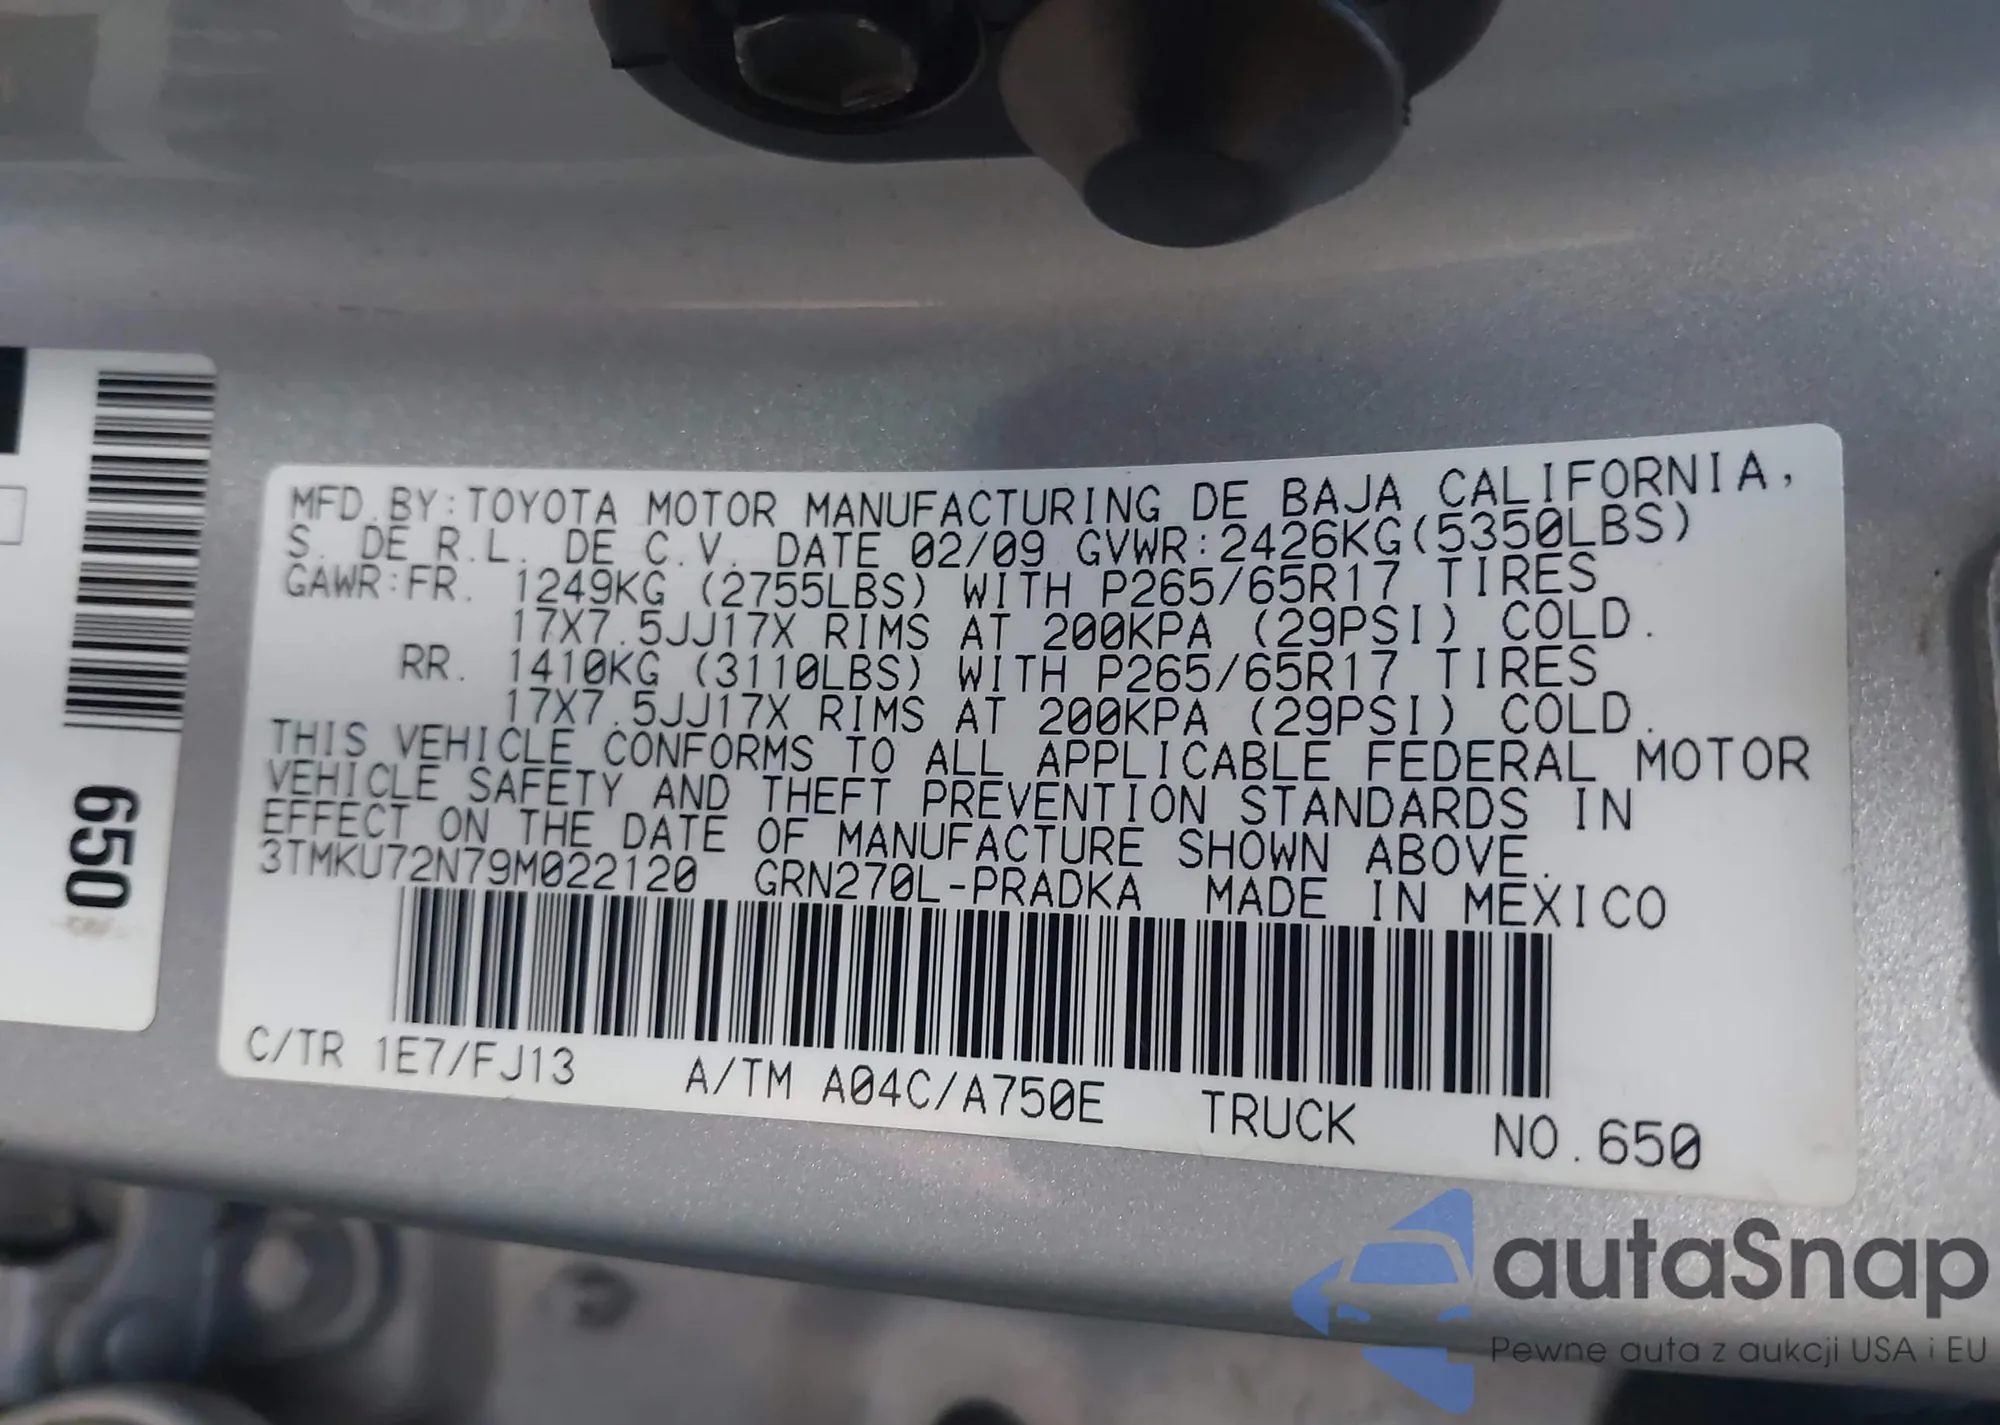 MFD.BY:TOYOTA MOTOR MANUFACTURING DE BAJA CALIFORNIA,
S. DE R.L. DE C.V. DATE 02/09 GVWR:2426KG(5350LBS)
GAWR:FR. 1249KG (2755LBS) WITH P265/65R17 TIRES
17X7.5JJ17X RIMS AT 200KPA (29PSI) COLD.
RR. 1410KG (3110LBS) WITH P265/65R17 TIRES
17X7.5JJ17X RIMS AT 200KPA (29PSI) COLD.
THIS VEHICLE CONFORMS TO ALL APPLICABLE FEDERAL MOTOR
VEHICLE SAFETY AND THEFT PREVENTION STANDARDS IN
EFFECT ON THE DATE OF MANUFACTURE SHOWN ABOVE.
3TMKU72N79M022120 GRN270L-PRADKA MADE IN MEXICO
C/TR 1E7/FJ13 A/TM A04C/A750E TRUCK NO.650
650
autaSnap
Pewne auta z aukcji USA i EU